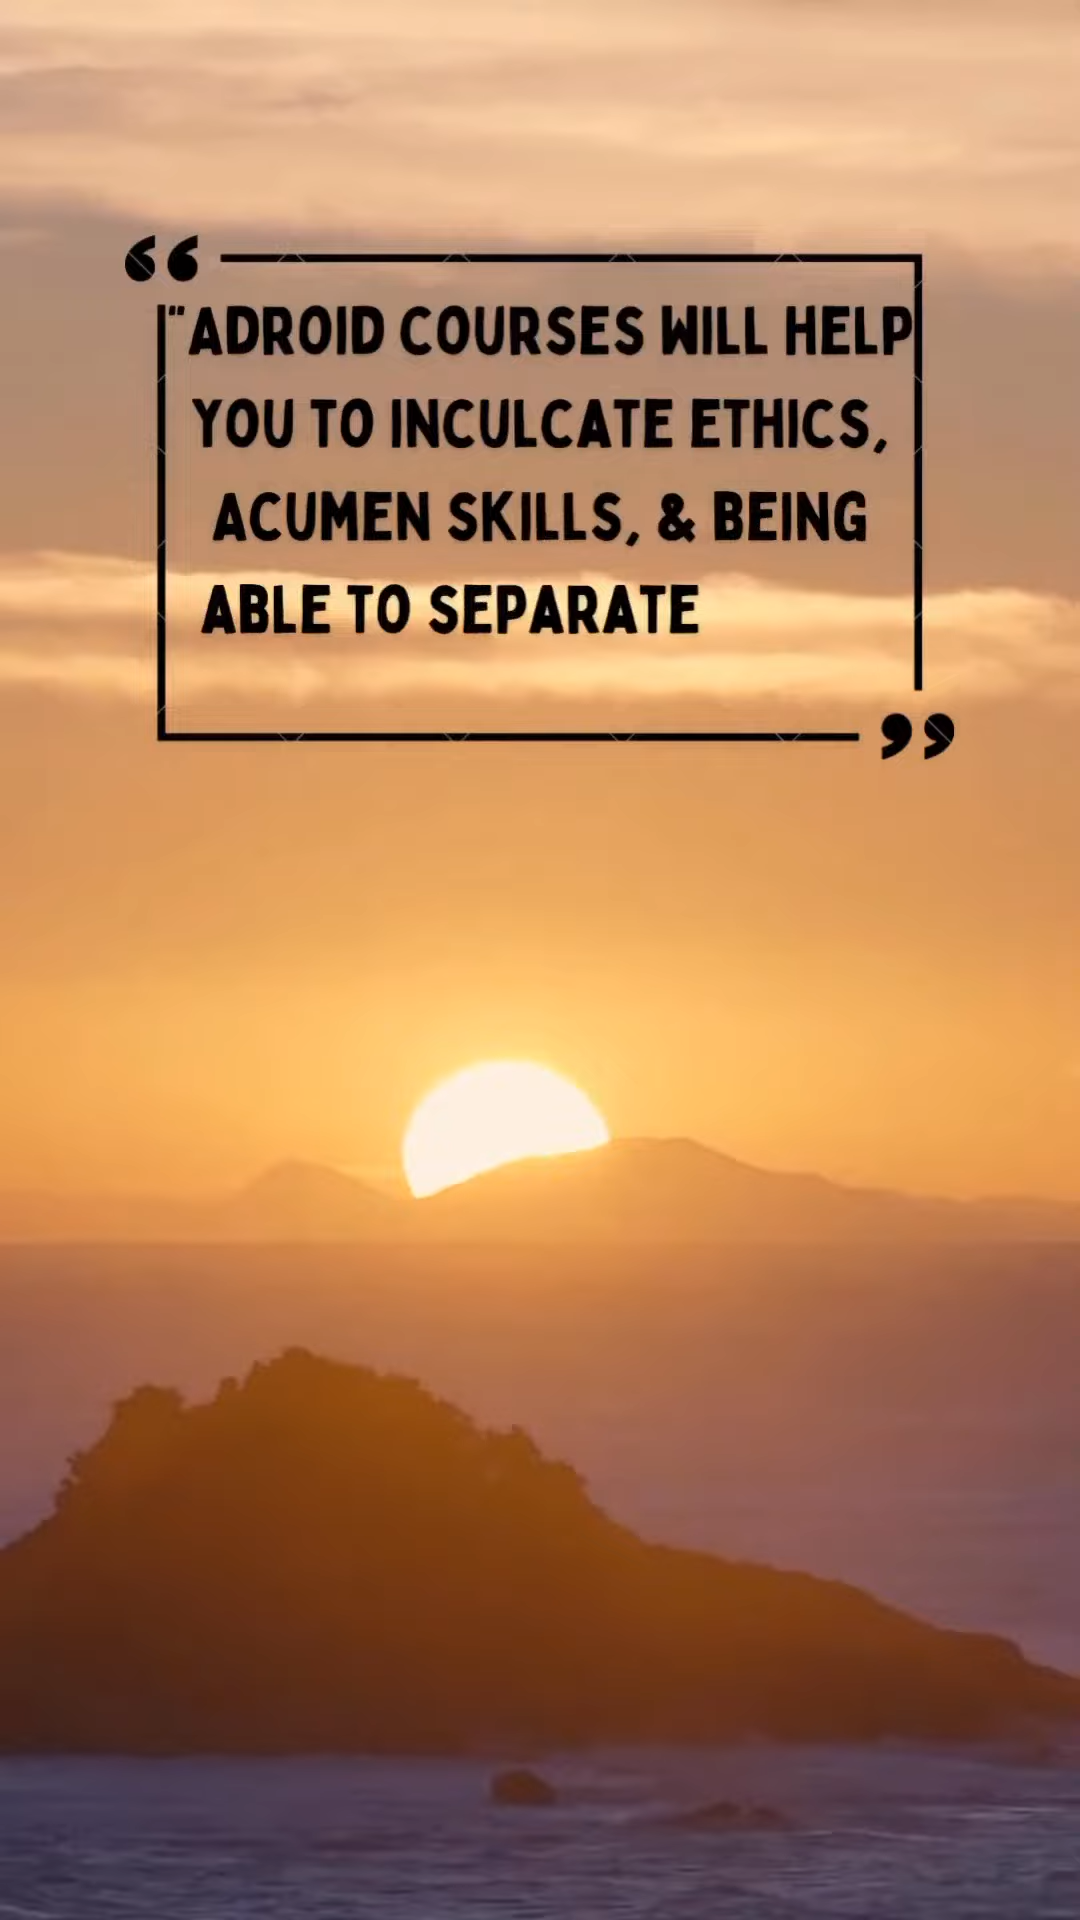 "ADROID COURSES WILL HELP
YOU TO INCULCATE ETHICS,
ACUMEN SKILLS, & BEING
ABLE TO SEPARATE